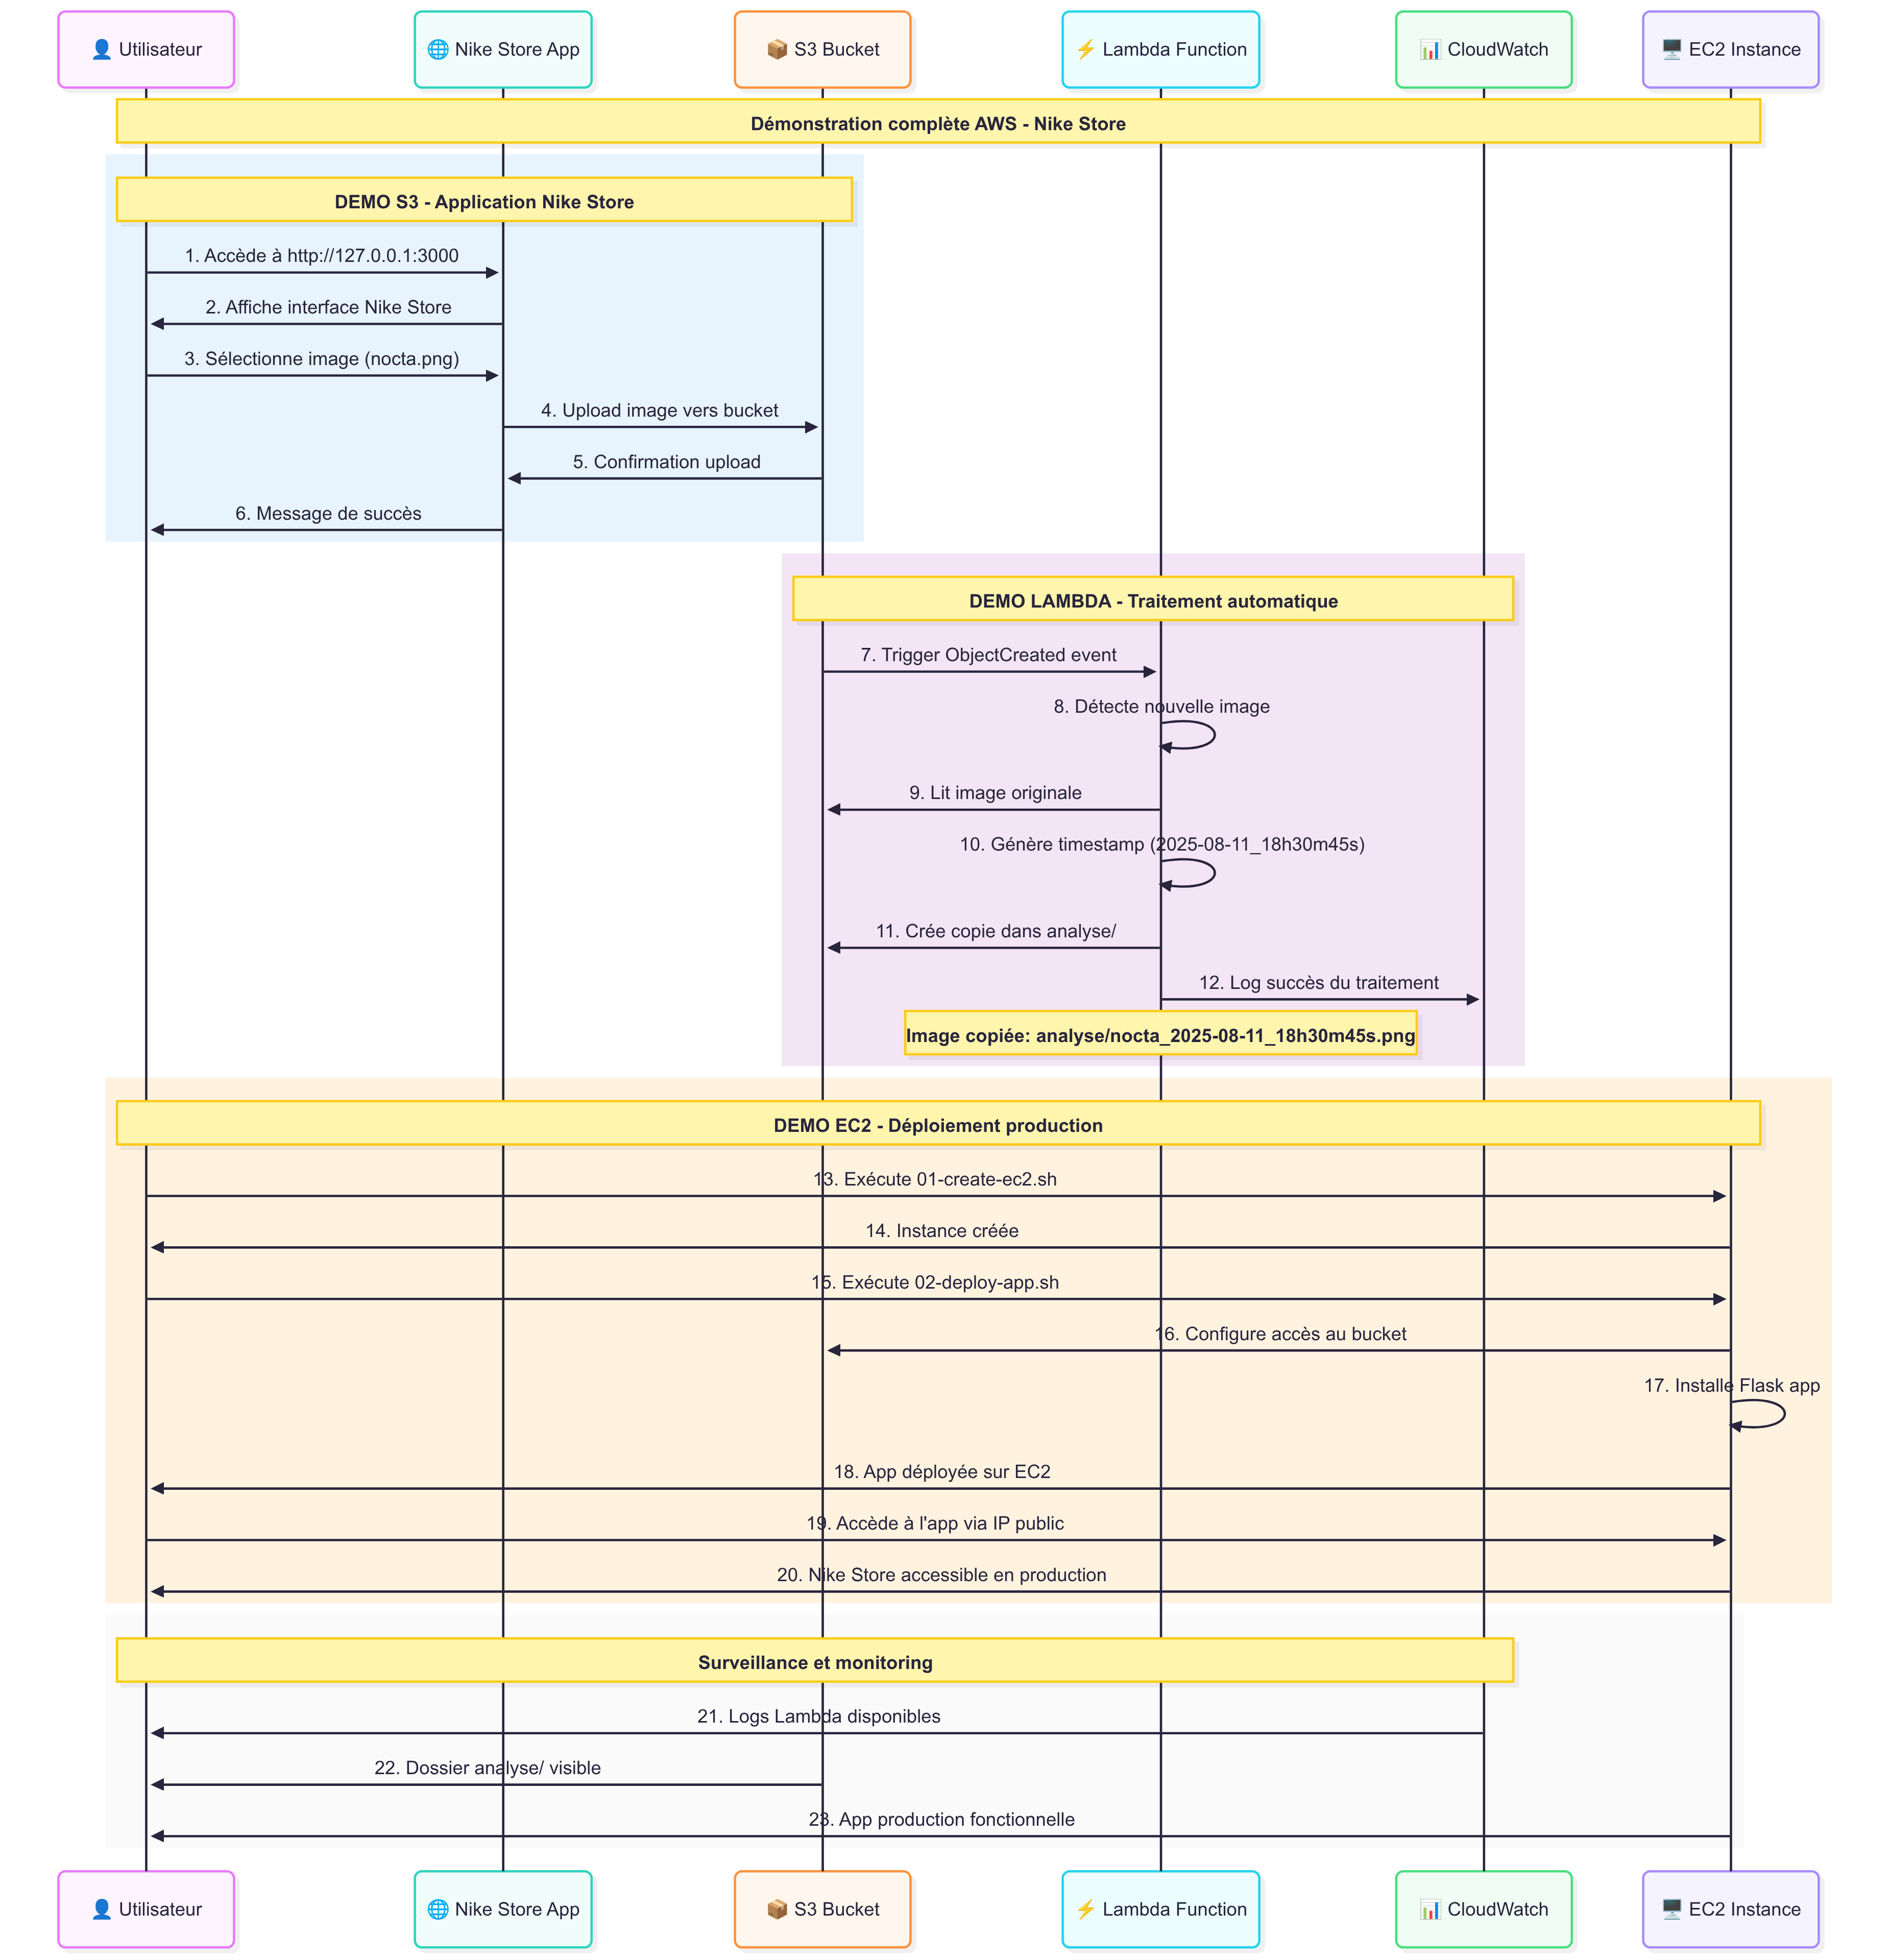 👤 Utilisateur
🌐 Nike Store App
📦 S3 Bucket
⚡ Lambda Function
📊 CloudWatch
🖥️ EC2 Instance
Démonstration complète AWS - Nike Store
DEMO S3 - Application Nike Store
1. Accède à http://127.0.0.1:3000
2. Affiche interface Nike Store
3. Sélectionne image (nocta.png)
4. Upload image vers bucket
5. Confirmation upload
6. Message de succès
DEMO LAMBDA - Traitement automatique
7. Trigger ObjectCreated event
8. Détecte nouvelle image
9. Lit image originale
10. Génère timestamp (2025-08-11_18h30m45s)
11. Crée copie dans analyse/
12. Log succès du traitement
Image copiée: analyse/nocta_2025-08-11_18h30m45s.png
DEMO EC2 - Déploiement production
13. Exécute 01-create-ec2.sh
14. Instance créée
15. Exécute 02-deploy-app.sh
16. Configure accès au bucket
17. Installe Flask app
18. App déployée sur EC2
19. Accède à l'app via IP public
20. Nike Store accessible en production
Surveillance et monitoring
21. Logs Lambda disponibles
22. Dossier analyse/ visible
23. App production fonctionnelle
👤 Utilisateur
🌐 Nike Store App
📦 S3 Bucket
⚡ Lambda Function
📊 CloudWatch
🖥️ EC2 Instance